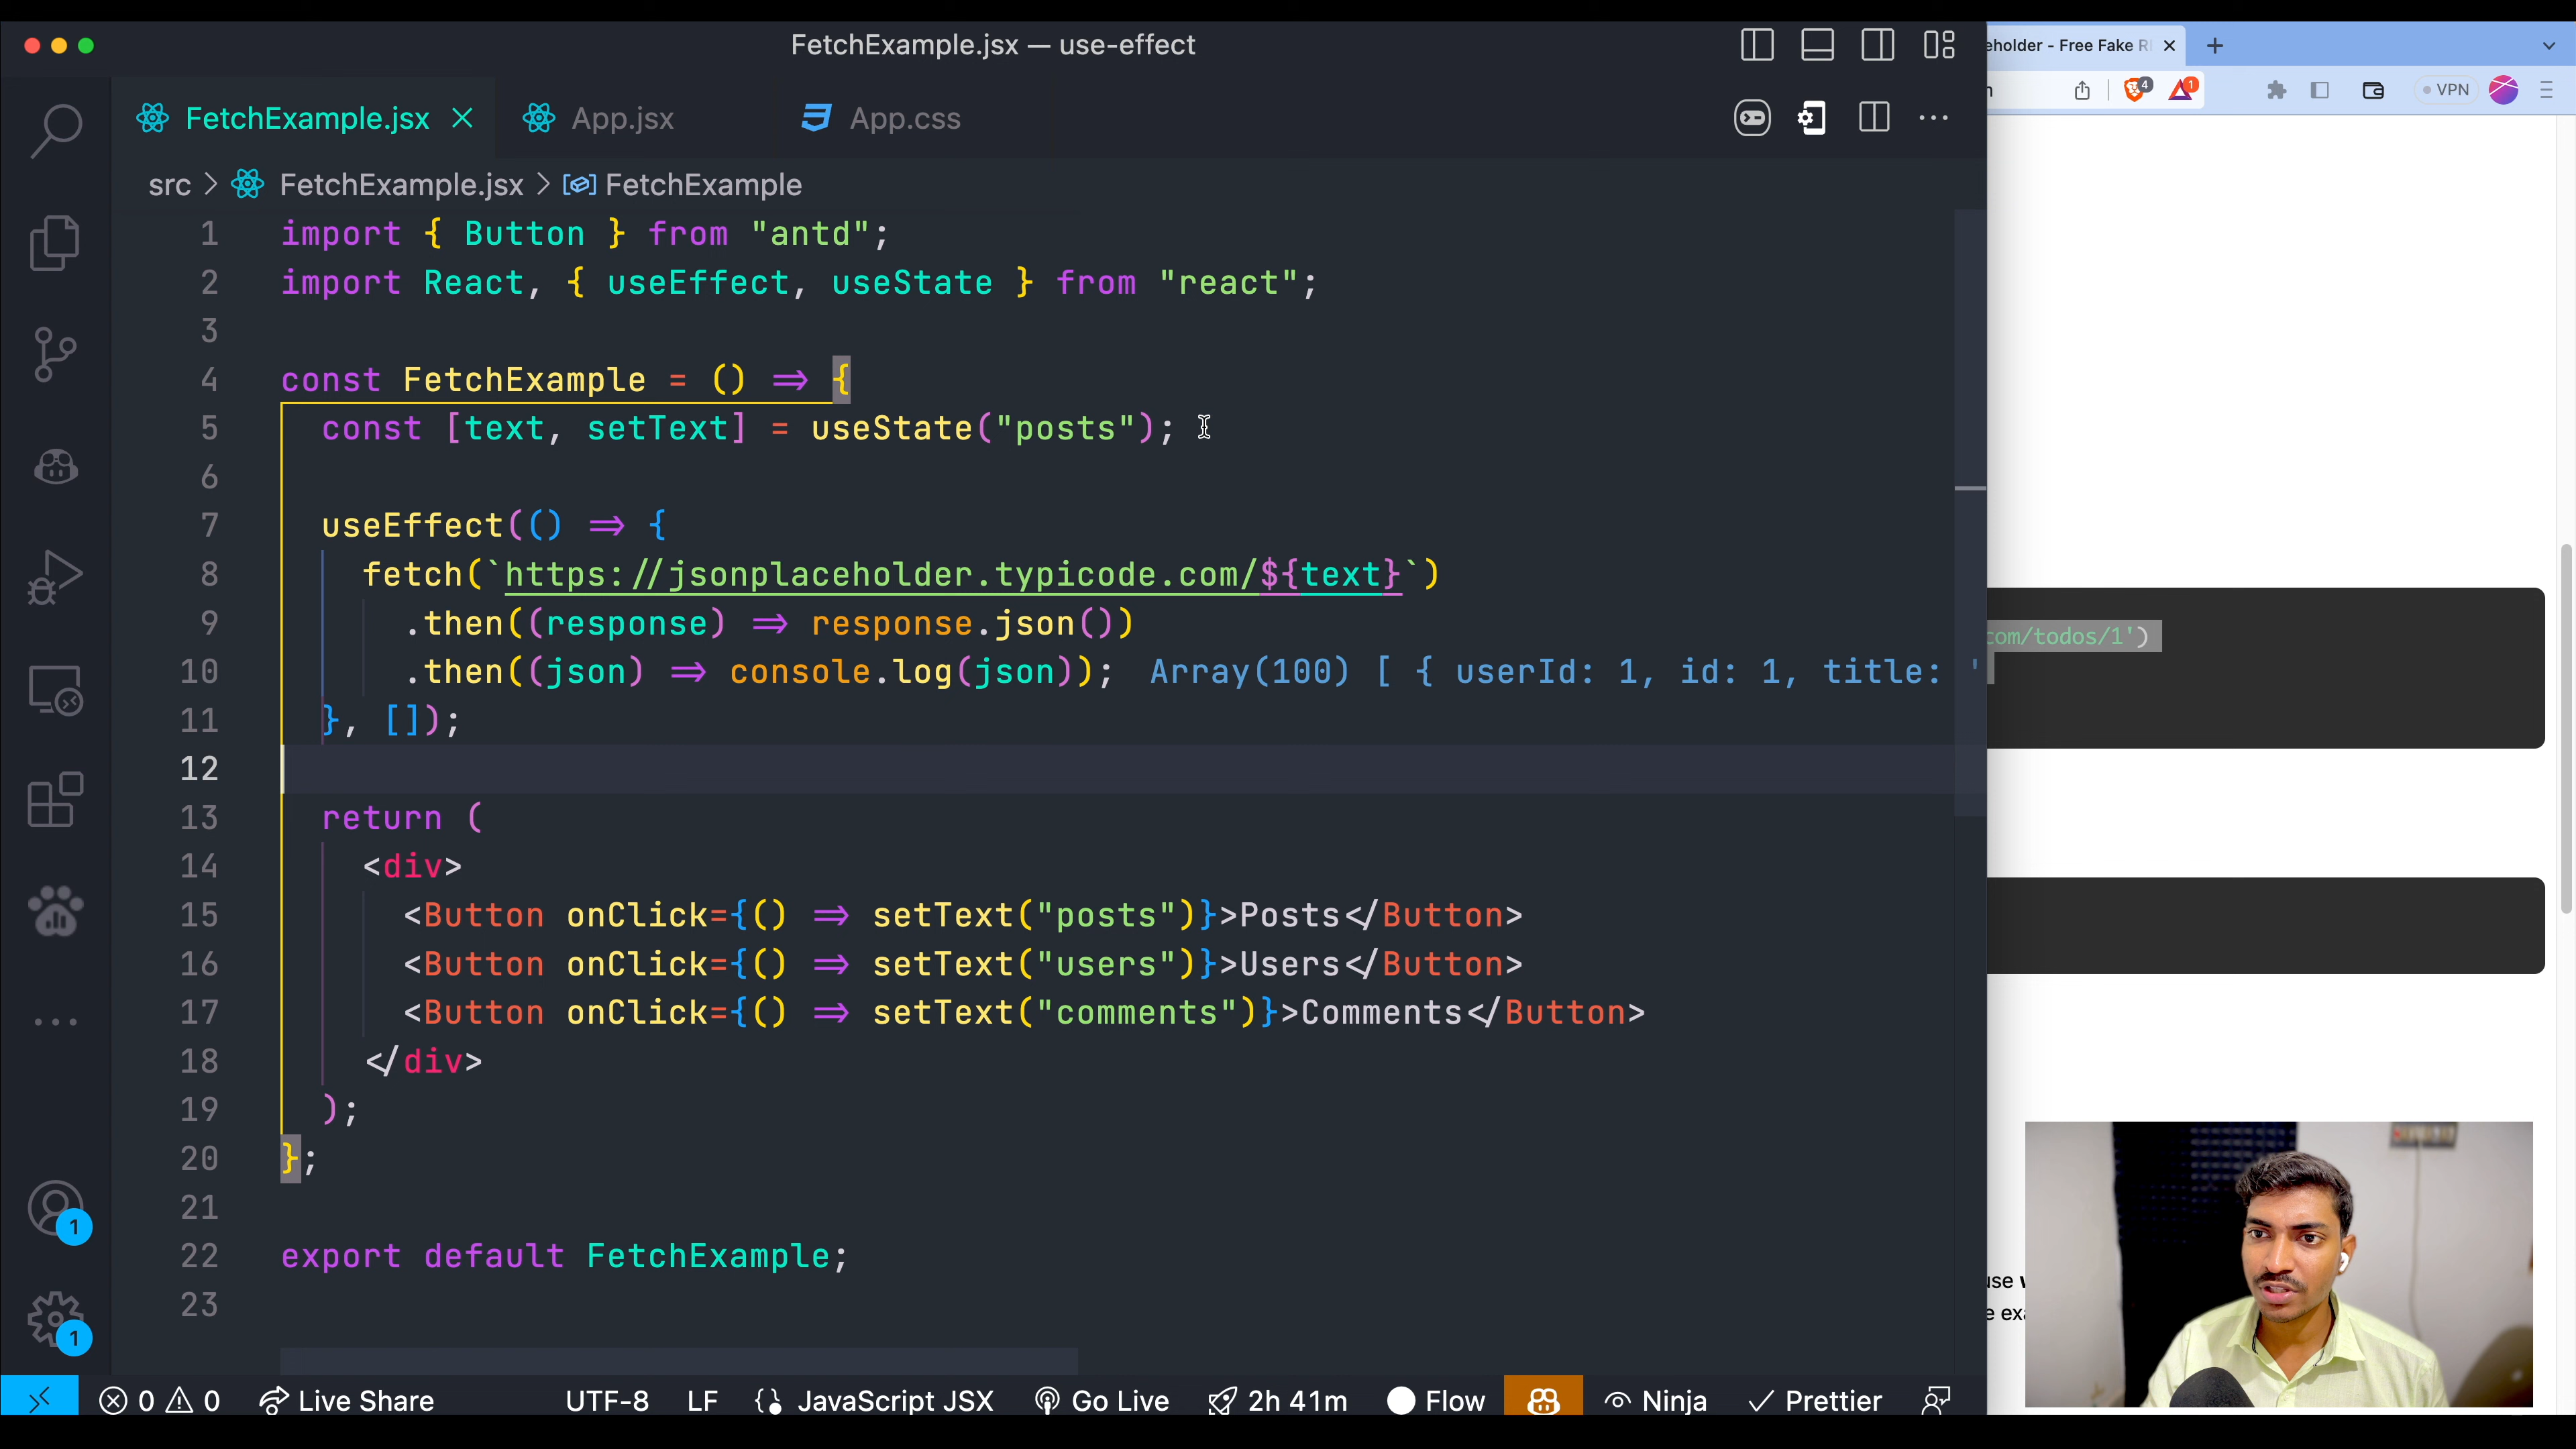 FetchExample.jsx — use-effect
FetchExample.jsx
App.jsx
App.css
src > FetchExample.jsx > FetchExample
1 import { Button } from "antd";
2 import React, { useEffect, useState } from "react";
3
4 const FetchExample = () => {
5 const [text, setText] = useState("posts");
6
7 useEffect(() => {
8 fetch(`https://jsonplaceholder.typicode.com/${text}`)
9 .then((response) => response.json())
10 .then((json) => console.log(json)); Array(100) [ { userId: 1, id: 1, title: '
11 }, []);
12
13 return (
14 <div>
15 <Button onClick={() => setText("posts")}>Posts</Button>
16 <Button onClick={() => setText("users")}>Users</Button>
17 <Button onClick={() => setText("comments")}>Comments</Button>
18 </div>
19 );
20 };
21
22 export default FetchExample;
23
1
1
0 0 Live Share UTF-8 LF JavaScript JSX Go Live 2h 41m Flow Ninja Prettier
eholder - Free Fake R
4
1
VPN
com/todos/1')